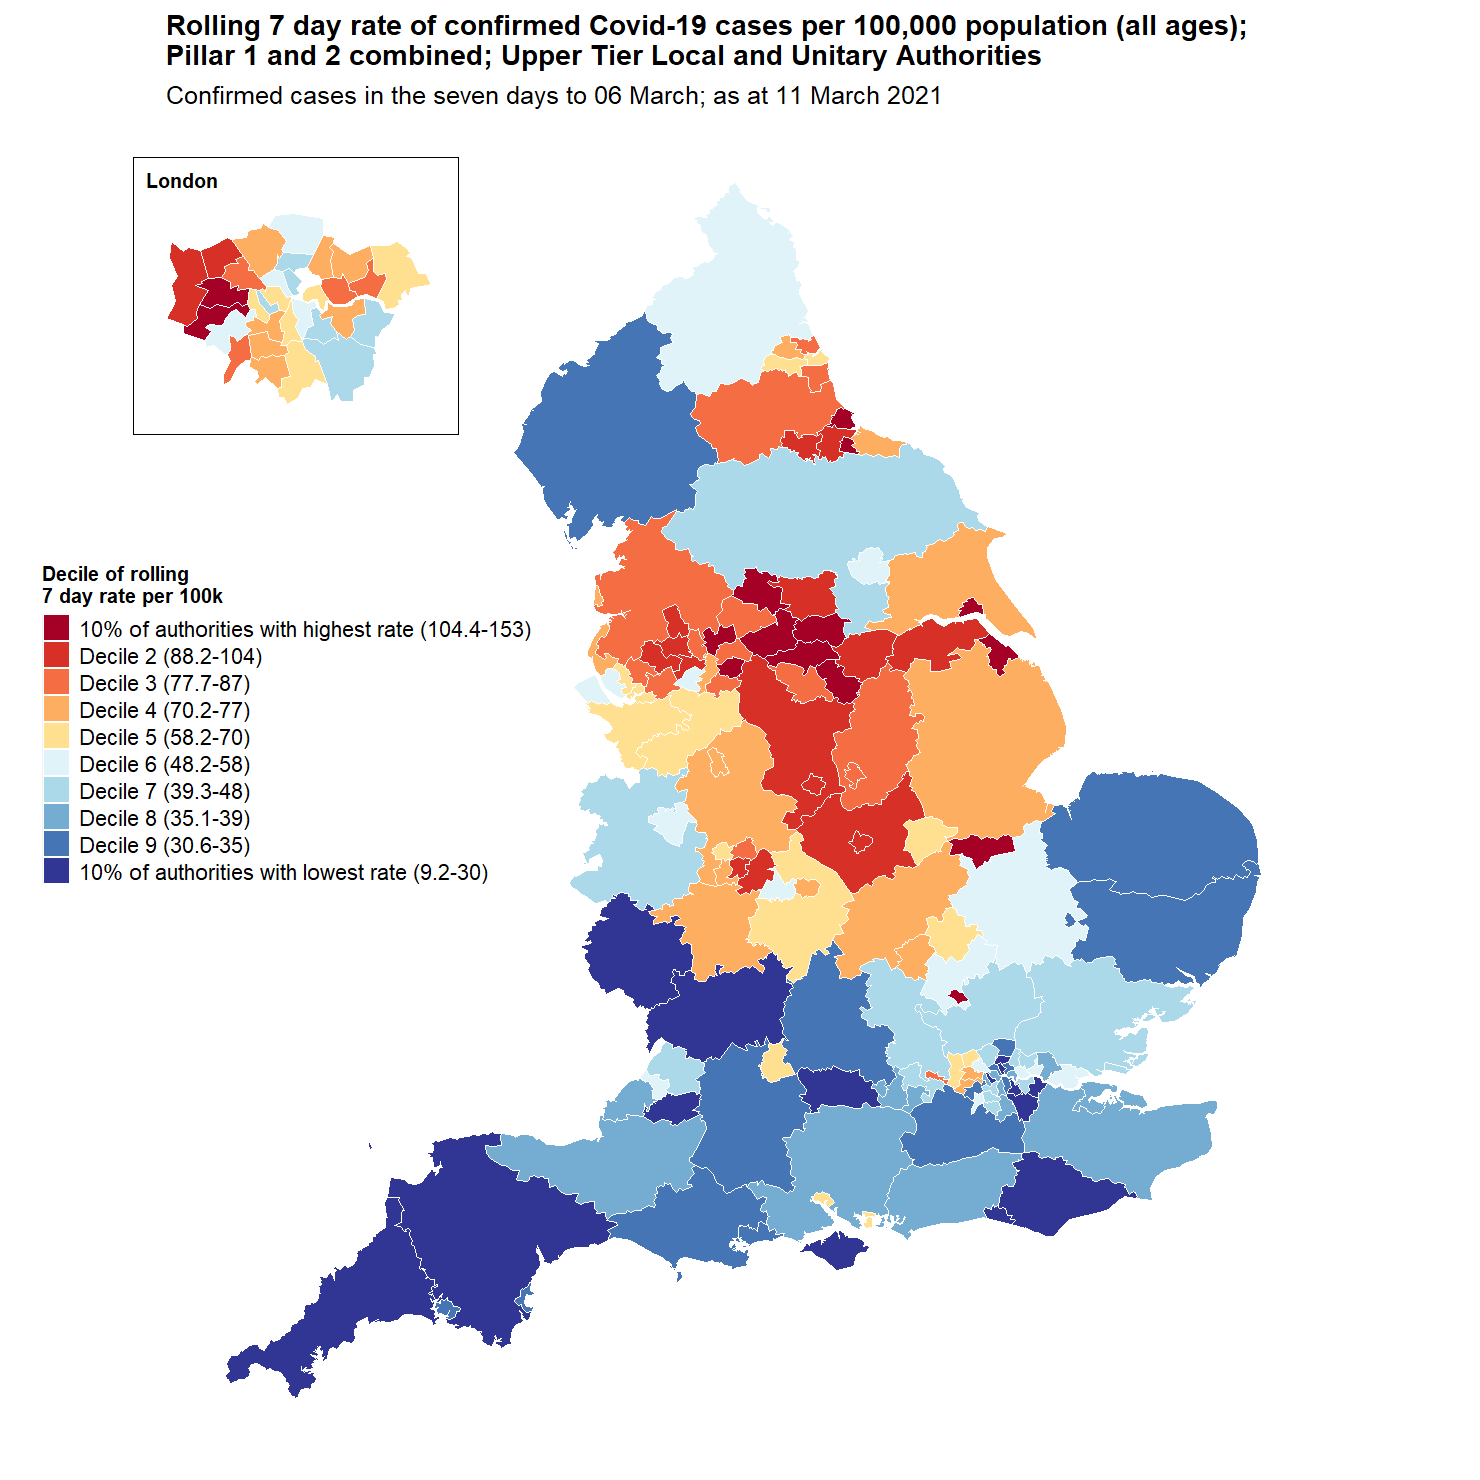 Rolling 7 day rate of confirmed Covid-19 cases per 100,000 population (all ages);
Pillar 1 and 2 combined; Upper Tier Local and Unitary Authorities
Confirmed cases in the seven days to 06 March; as at 11 March 2021
London
Decile of rolling
7 day rate per 100k
10% of authorities with highest rate (104.4-153)
Decile 2 (88.2-104)
Decile 3 (77.7-87)
Decile 4 (70.2-77)
Decile 5 (58.2-70)
Decile 6 (48.2-58)
Decile 7 (39.3-48)
Decile 8 (35.1-39)
Decile 9 (30.6-35)
10% of authorities with lowest rate (9.2-30)